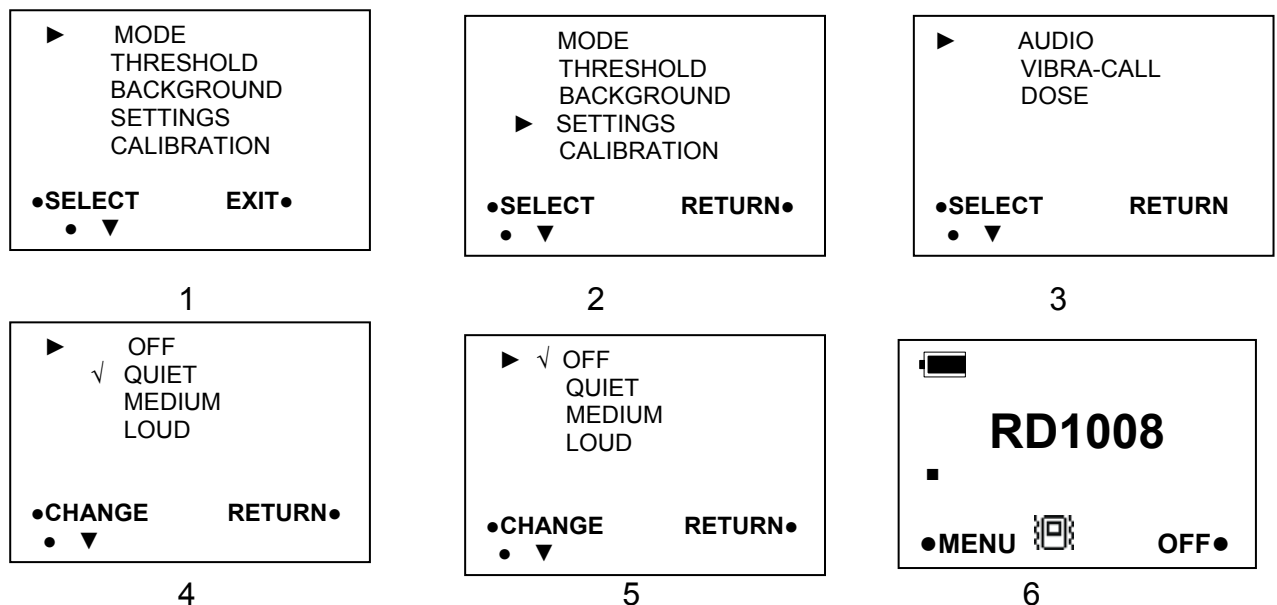 ► MODE
THRESHOLD
BACKGROUND
SETTINGS
CALIBRATION
●SELECT EXIT●
● ▼
1
MODE
THRESHOLD
BACKGROUND
► SETTINGS
CALIBRATION
●SELECT RETURN●
● ▼
2
► AUDIO
VIBRA-CALL
DOSE
●SELECT RETURN
● ▼
3
► OFF
√ QUIET
MEDIUM
LOUD
●CHANGE RETURN●
● ▼
4
► √ OFF
QUIET
MEDIUM
LOUD
●CHANGE RETURN●
● ▼
5
RD1008
■
●MENU OFF●
6